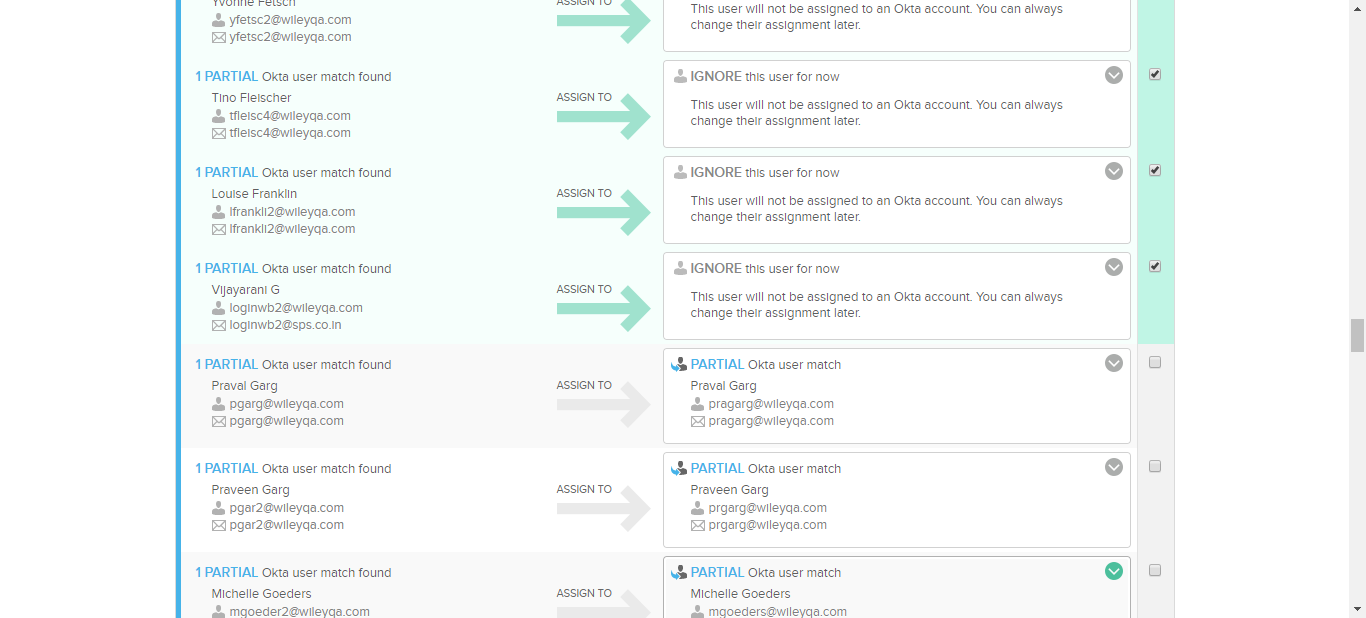 Yvonne Fetsch
yfetsc2@wileyqa.com
yfetsc2@wileyqa.com
ASSIGN TO
This user will not be assigned to an Okta account. You can always
change their assignment later.
1 PARTIAL Okta user match found
Tino Fleischer
tfleisc4@wileyqa.com
tfleisc4@wileyqa.com
ASSIGN TO
IGNORE this user for now
This user will not be assigned to an Okta account. You can always
change their assignment later.
1 PARTIAL Okta user match found
Louise Franklin
lfrankli2@wileyqa.com
lfrankli2@wileyqa.com
ASSIGN TO
IGNORE this user for now
This user will not be assigned to an Okta account. You can always
change their assignment later.
1 PARTIAL Okta user match found
Vijayarani G
loginwb2@wileyqa.com
loginwb2@sps.co.in
ASSIGN TO
IGNORE this user for now
This user will not be assigned to an Okta account. You can always
change their assignment later.
1 PARTIAL Okta user match found
Praval Garg
pgarg@wileyqa.com
pgarg@wileyqa.com
ASSIGN TO
PARTIAL Okta user match
Praval Garg
pragarg@wileyqa.com
pragarg@wileyqa.com
1 PARTIAL Okta user match found
Praveen Garg
pgar2@wileyqa.com
pgar2@wileyqa.com
ASSIGN TO
PARTIAL Okta user match
Praveen Garg
prgarg@wileyqa.com
prgarg@wileyqa.com
1 PARTIAL Okta user match found
Michelle Goeders
mgoeder2@wileyqa.com
ASSIGN TO
PARTIAL Okta user match
Michelle Goeders
mgoeders@wileyqa.com